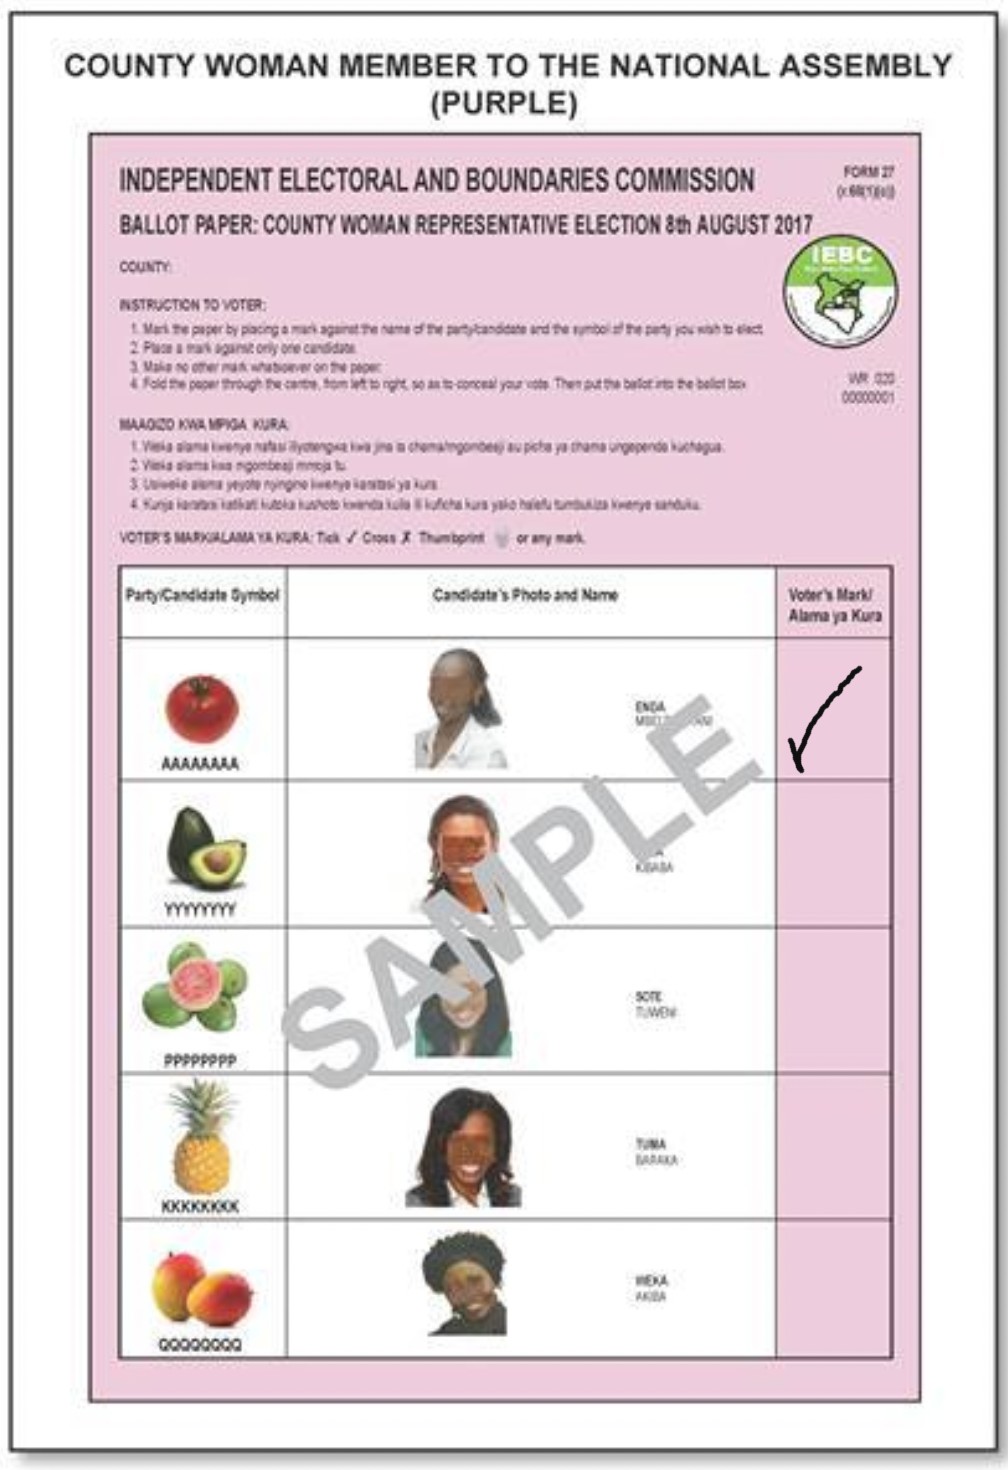 COUNTY WOMAN MEMBER TO THE NATIONAL ASSEMBLY
(PURPLE)
INDEPENDENT ELECTORAL AND BOUNDARIES COMMISSION
FORM 27
BALLOT PAPER: COUNTY WOMAN REPRESENTATIVE ELECTION 8th AUGUST 2017
IEBC
COUNTY:
INSTRUCTION TO VOTER:
1. Mark the paper by placing a mark against the name of the party/candidate and the symbol of the party you wish to elect.
2. Place a mark against only one candidate.
3. Make no other mark whatsoever on the paper.
4. Fold the paper through the centre, from left to right, so as to conceal your vote. Then put the ballot into the ballot box
WR 020
00000001
MAAGIZO KWA MPIGA KURA:
1. Weka alama kwenye nafasi iliyotengwa kwa jina la chama/mgombeaji au picha ya chama ungependa kuchagua.
2. Weka alama kwa mgombeaji mmoja tu.
3. Usiweke alama yeyote nyingine kwenye karatasi ya kura.
4. Kunja karatasi katikati kutoka kushoto kwenda kulia ili kuficha kura yako halafu tumbukiza kwenye sanduku.
VOTER'S MARK/ALAMA YA KURA: Tick ✓ Cross ✗ Thumbprint or any mark.
Party/Candidate Symbol
Candidate's Photo and Name
Voter's Mark/
Alama ya Kura
AAAAAAAA
ENDA
YYYYYYYY
KIBABA
PPPPPPPP
SOTE
TUWENI
KKKKKKKK
TUMA
BARAKA
QQQQQQQQ
WEKA
AKIBA
SAMPLE